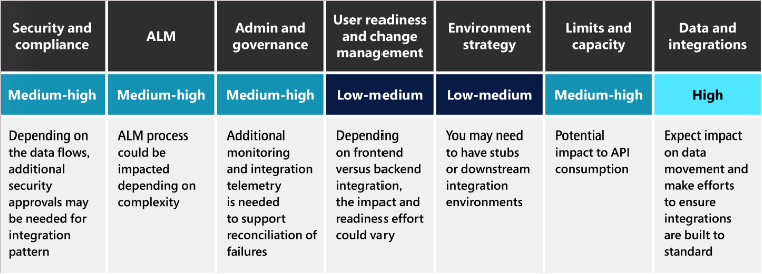 Security and
compliance
ALM
Admin and
governance
User readiness
and change
management
Environment
strategy
Limits and
capacity
Data and
integrations
Medium-high
Medium-high
Medium-high
Low-medium
Low-medium
Medium-high
High
Depending on
the data flows,
additional
security
approvals may
be needed for
integration
pattern
ALM process
could be
impacted
depending on
complexity
Additional
monitoring
and integration
telemetry
is needed
to support
reconciliation of
failures
Depending
on frontend
versus backend
integration,
the impact and
readiness effort
could vary
You may need
to have stubs
or downstream
integration
environments
Potential
impact to API
consumption
Expect impact
on data
movement and
make efforts
to ensure
integrations
are built to
standard